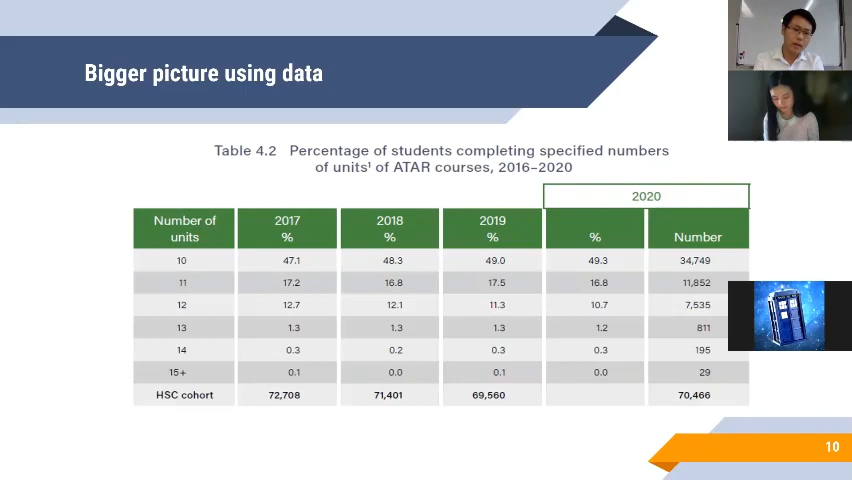 Bigger picture using data
Table 4.2 Percentage of students completing specified numbers
of units¹ of ATAR courses, 2016–2020
2020
Number of units 2017 % 2018 % 2019 % % Number
10 47.1 48.3 49.0 49.3 34,749
11 17.2 16.8 17.5 16.8 11,852
12 12.7 12.1 11.3 10.7 7,535
13 1.3 1.3 1.3 1.2 811
14 0.3 0.2 0.3 0.3 195
15+ 0.1 0.0 0.1 0.0 29
HSC cohort 72,708 71,401 69,560 70,466
10